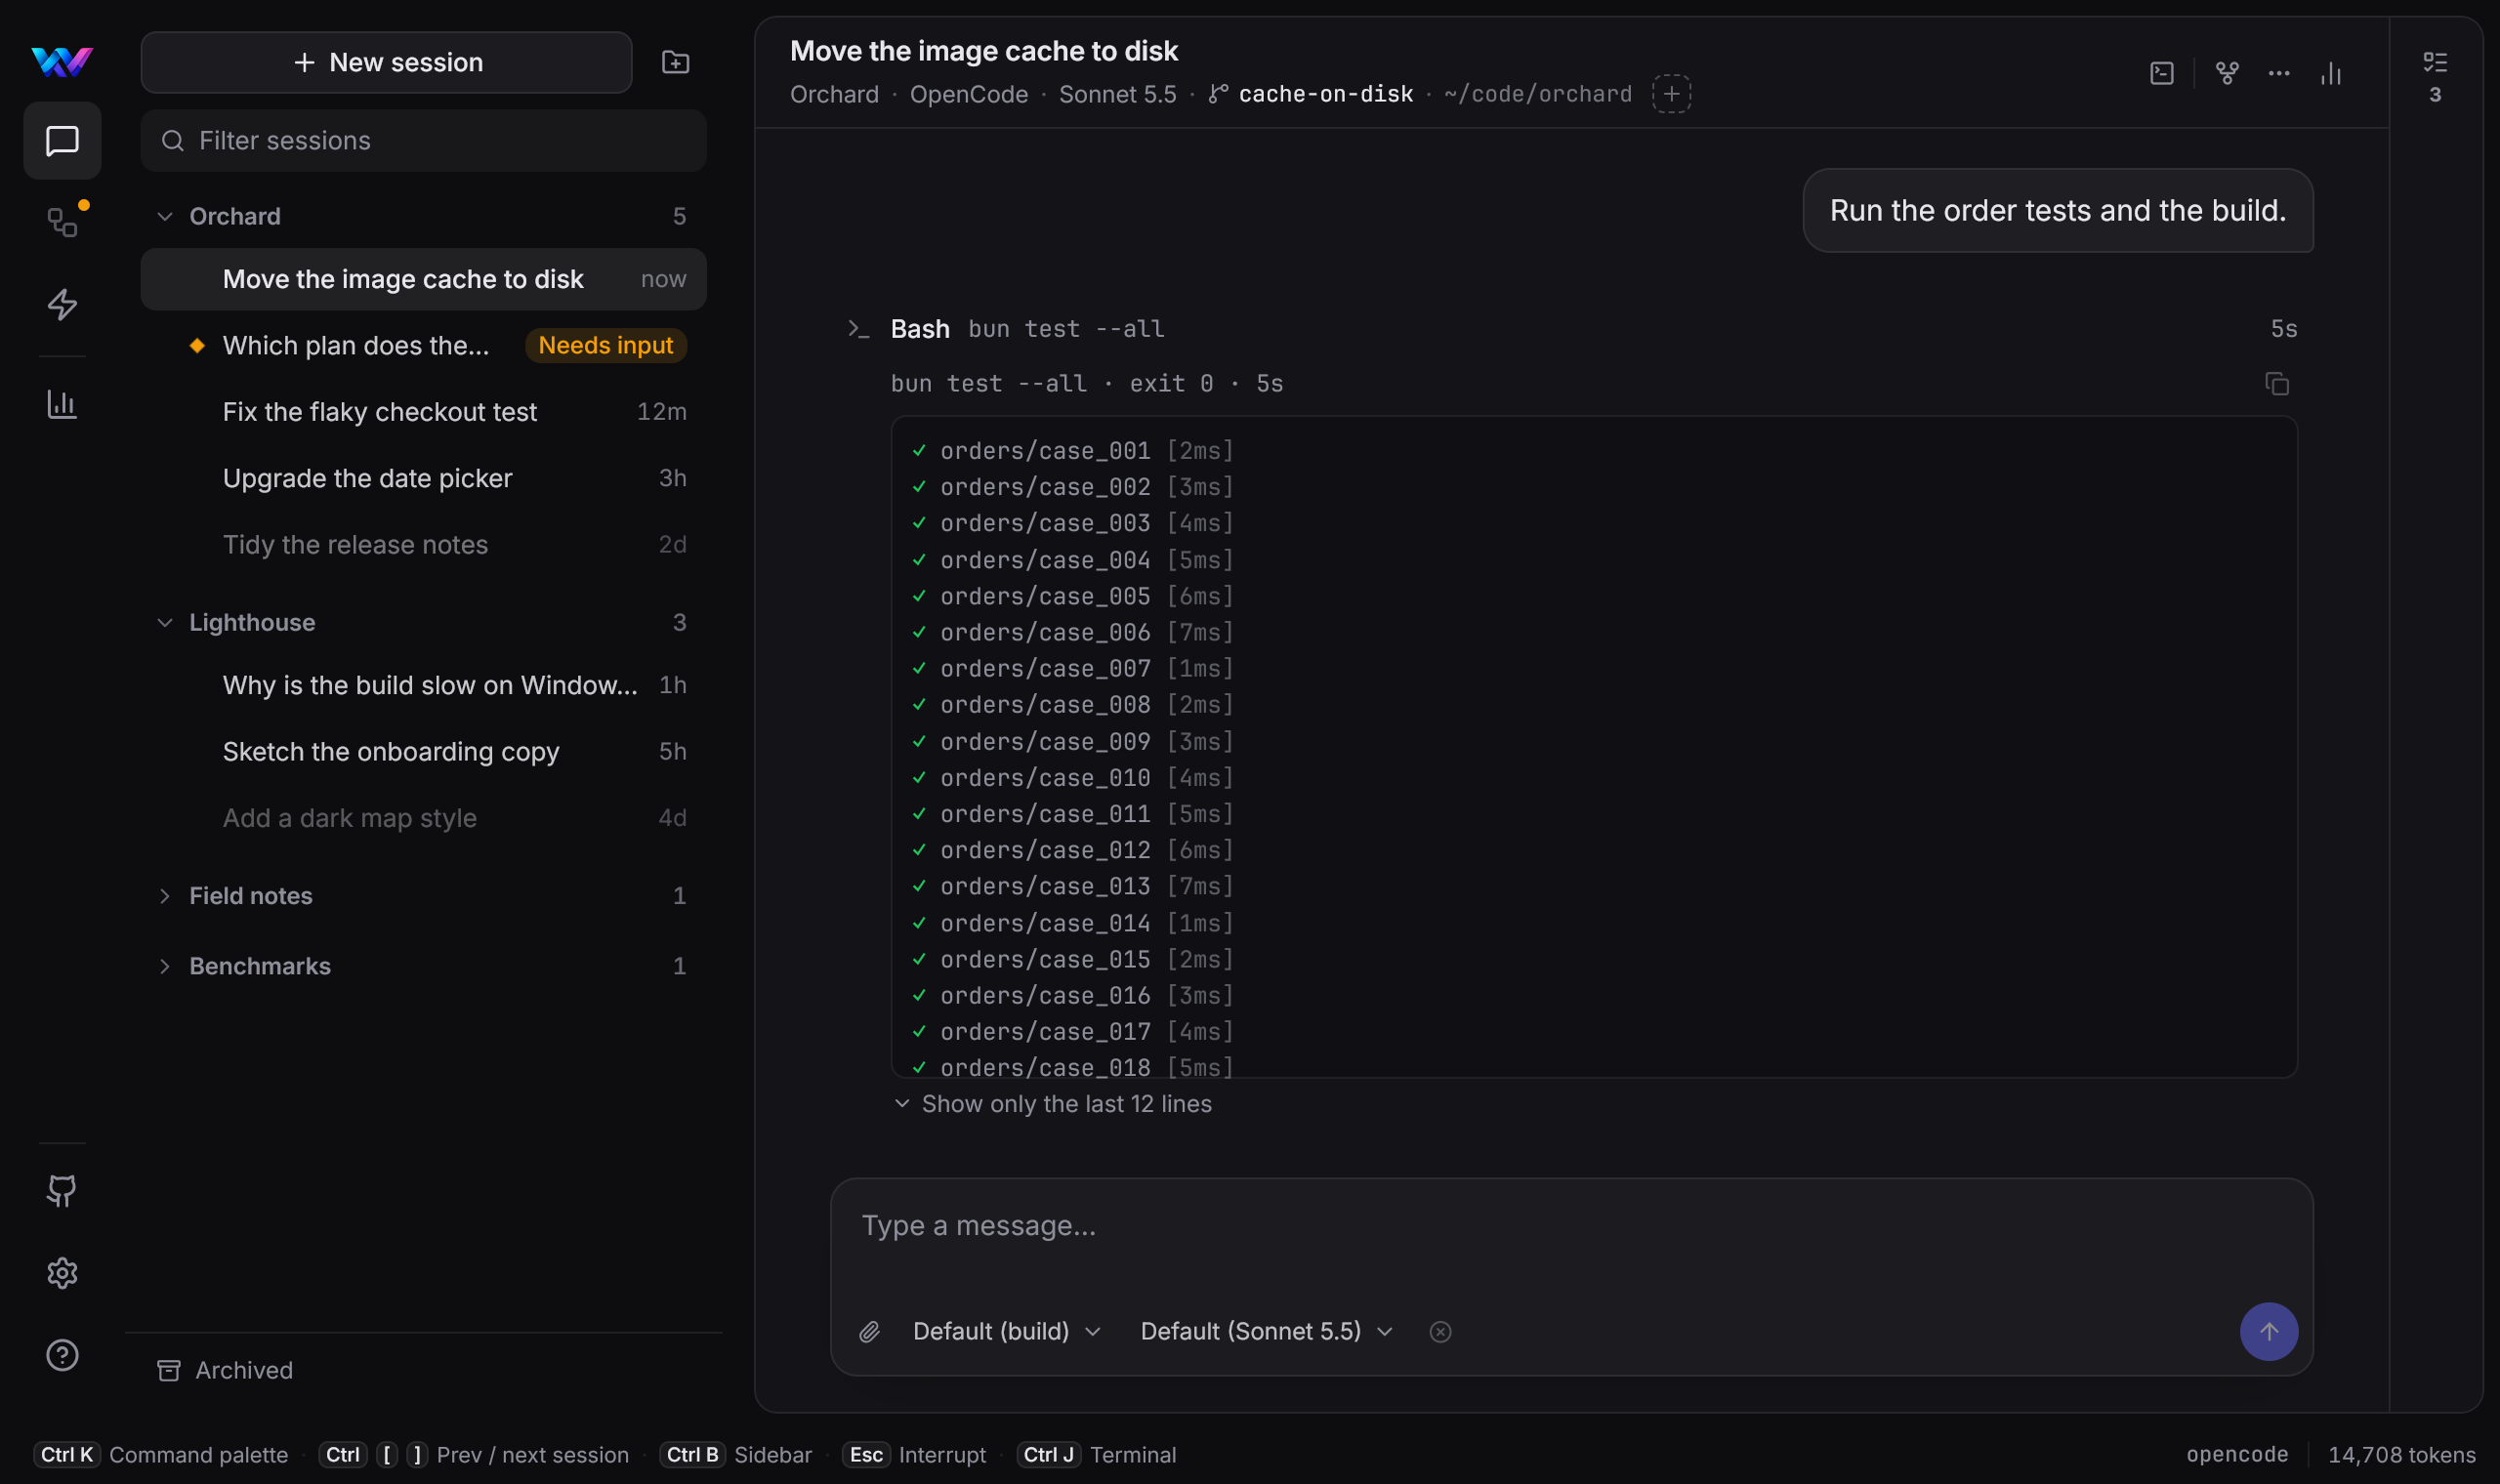 New session
Filter sessions
Orchard 5
Move the image cache to disk now
Which plan does the... Needs input
Fix the flaky checkout test 12m
Upgrade the date picker 3h
Tidy the release notes 2d
Lighthouse 3
Why is the build slow on Window... 1h
Sketch the onboarding copy 5h
Add a dark map style 4d
Field notes 1
Benchmarks 1
Archived
Move the image cache to disk
Orchard · OpenCode · Sonnet 5.5 · cache-on-disk · ~/code/orchard
3
Run the order tests and the build.
Bash bun test --all 5s
bun test --all · exit 0 · 5s
✓ orders/case_001 [2ms]
✓ orders/case_002 [3ms]
✓ orders/case_003 [4ms]
✓ orders/case_004 [5ms]
✓ orders/case_005 [6ms]
✓ orders/case_006 [7ms]
✓ orders/case_007 [1ms]
✓ orders/case_008 [2ms]
✓ orders/case_009 [3ms]
✓ orders/case_010 [4ms]
✓ orders/case_011 [5ms]
✓ orders/case_012 [6ms]
✓ orders/case_013 [7ms]
✓ orders/case_014 [1ms]
✓ orders/case_015 [2ms]
✓ orders/case_016 [3ms]
✓ orders/case_017 [4ms]
✓ orders/case_018 [5ms]
Show only the last 12 lines
Type a message...
Default (build) Default (Sonnet 5.5)
Ctrl K Command palette · Ctrl [ ] Prev / next session · Ctrl B Sidebar · Esc Interrupt · Ctrl J Terminal
opencode 14,708 tokens